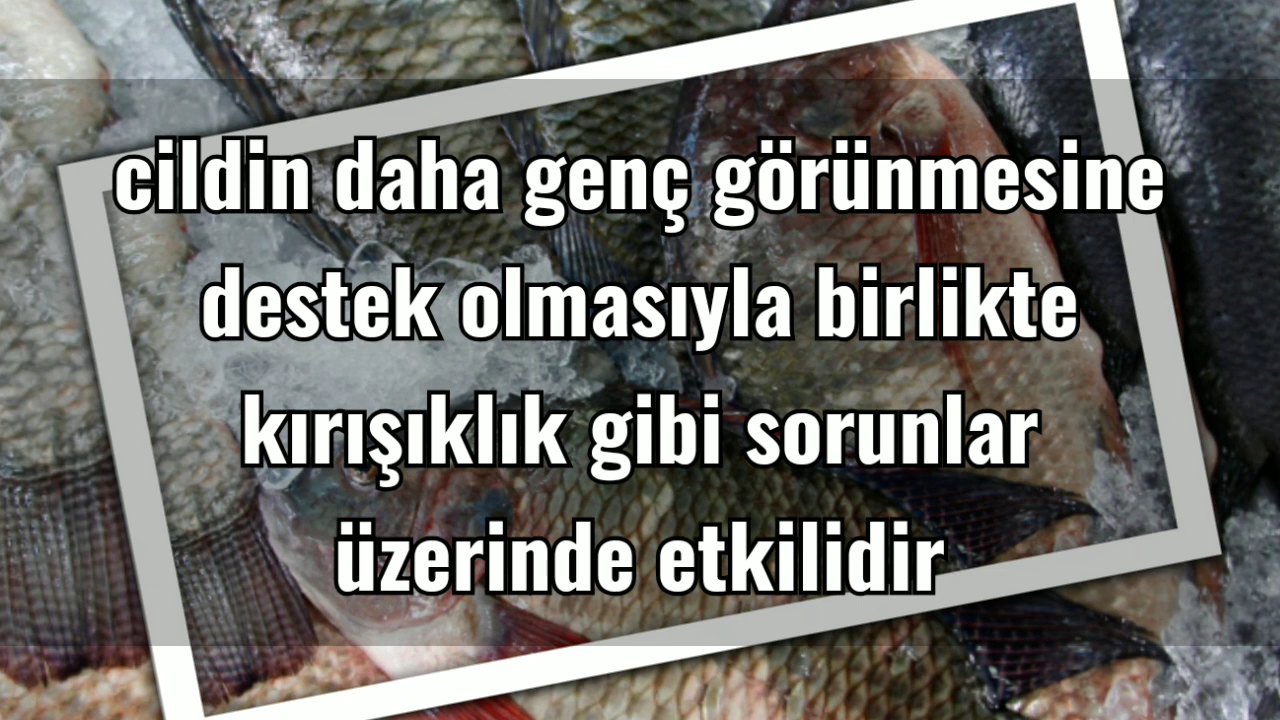 cildin daha genç görünmesine
destek olmasıyla birlikte
kırışıklık gibi sorunlar
üzerinde etkilidir